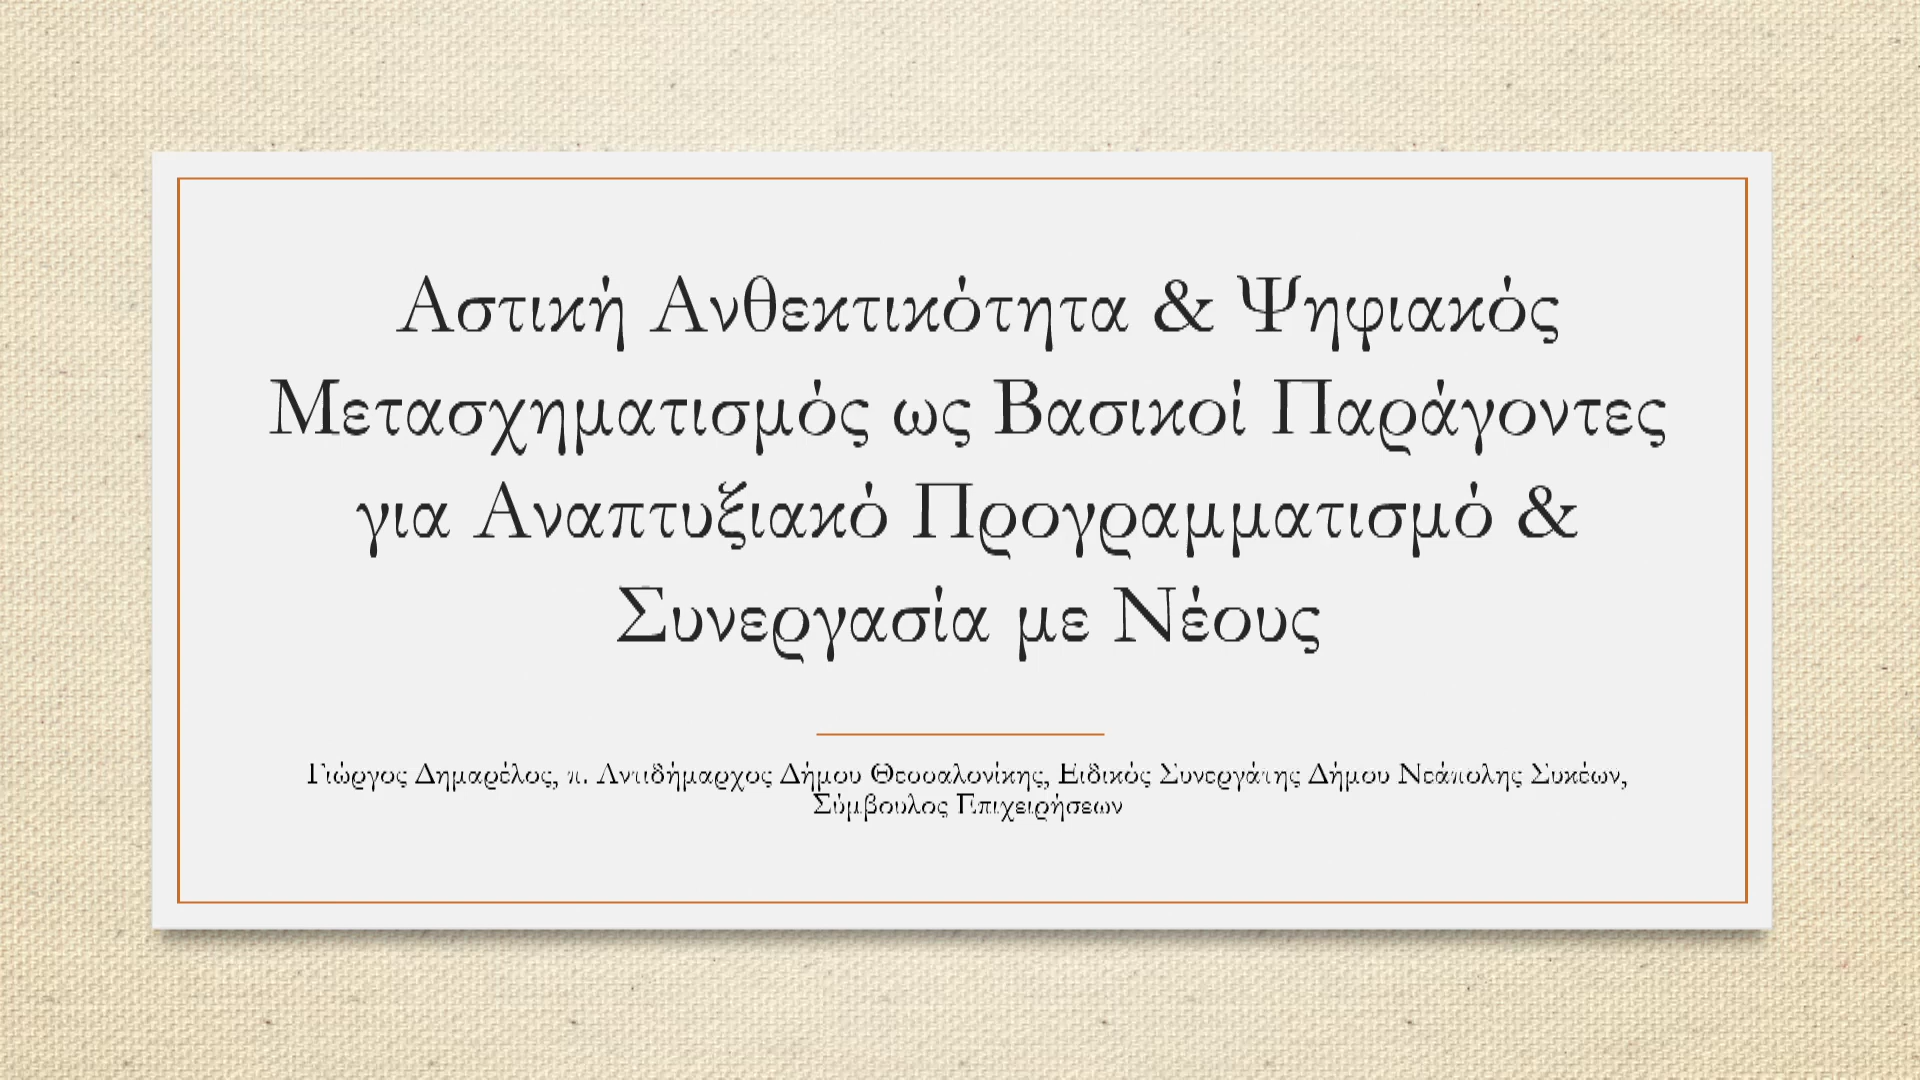 Αστική Ανθεκτικότητα & Ψηφιακός
Μετασχηματισμός ως Βασικοί Παράγοντες
για Αναπτυξιακό Προγραμματισμό &
Συνεργασία με Νέους
Γιώργος Δημαρέλος, π. Αντιδήμαρχος Δήμου Θεσσαλονίκης, Ειδικός Συνεργάτης Δήμου Νεάπολης Συκέων,
Σύμβουλος Επιχειρήσεων